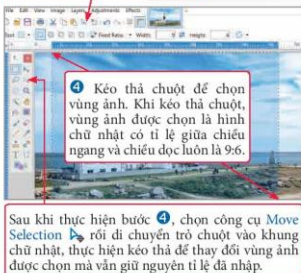 File Edit View Image Layers Adjustments Effects
Fixed Ratio Width: 9 Height:
❹ Kéo thả chuột để chọn
vùng ảnh. Khi kéo thả chuột,
vùng ảnh được chọn là hình
chữ nhật có tỉ lệ giữa chiều
ngang và chiều dọc luôn là 9:6.
Sau khi thực hiện bước ❹, chọn công cụ Move
Selection rồi di chuyển trỏ chuột vào khung
chữ nhật, thực hiện kéo thả để thay đổi vùng ảnh
được chọn mà vẫn giữ nguyên tỉ lệ đã nhập.